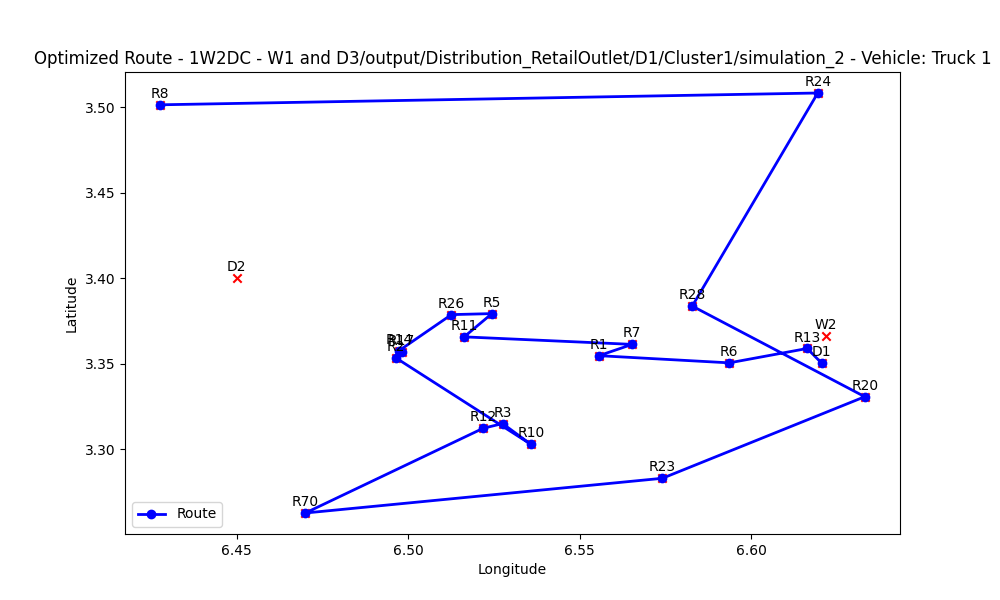 Optimized Route - 1W2DC - W1 and D3/output/Distribution_RetailOutlet/D1/Cluster1/simulation_2 - Vehicle: Truck 1
R8
R24
3.50
3.45
D2
3.40
R28
R26
R5
R11
W2
R7
R13
R1
R6
D1
3.35
R20
R12
R3
R10
3.30
R23
R70
Route
6.45
6.50
6.55
6.60
Longitude
Latitude